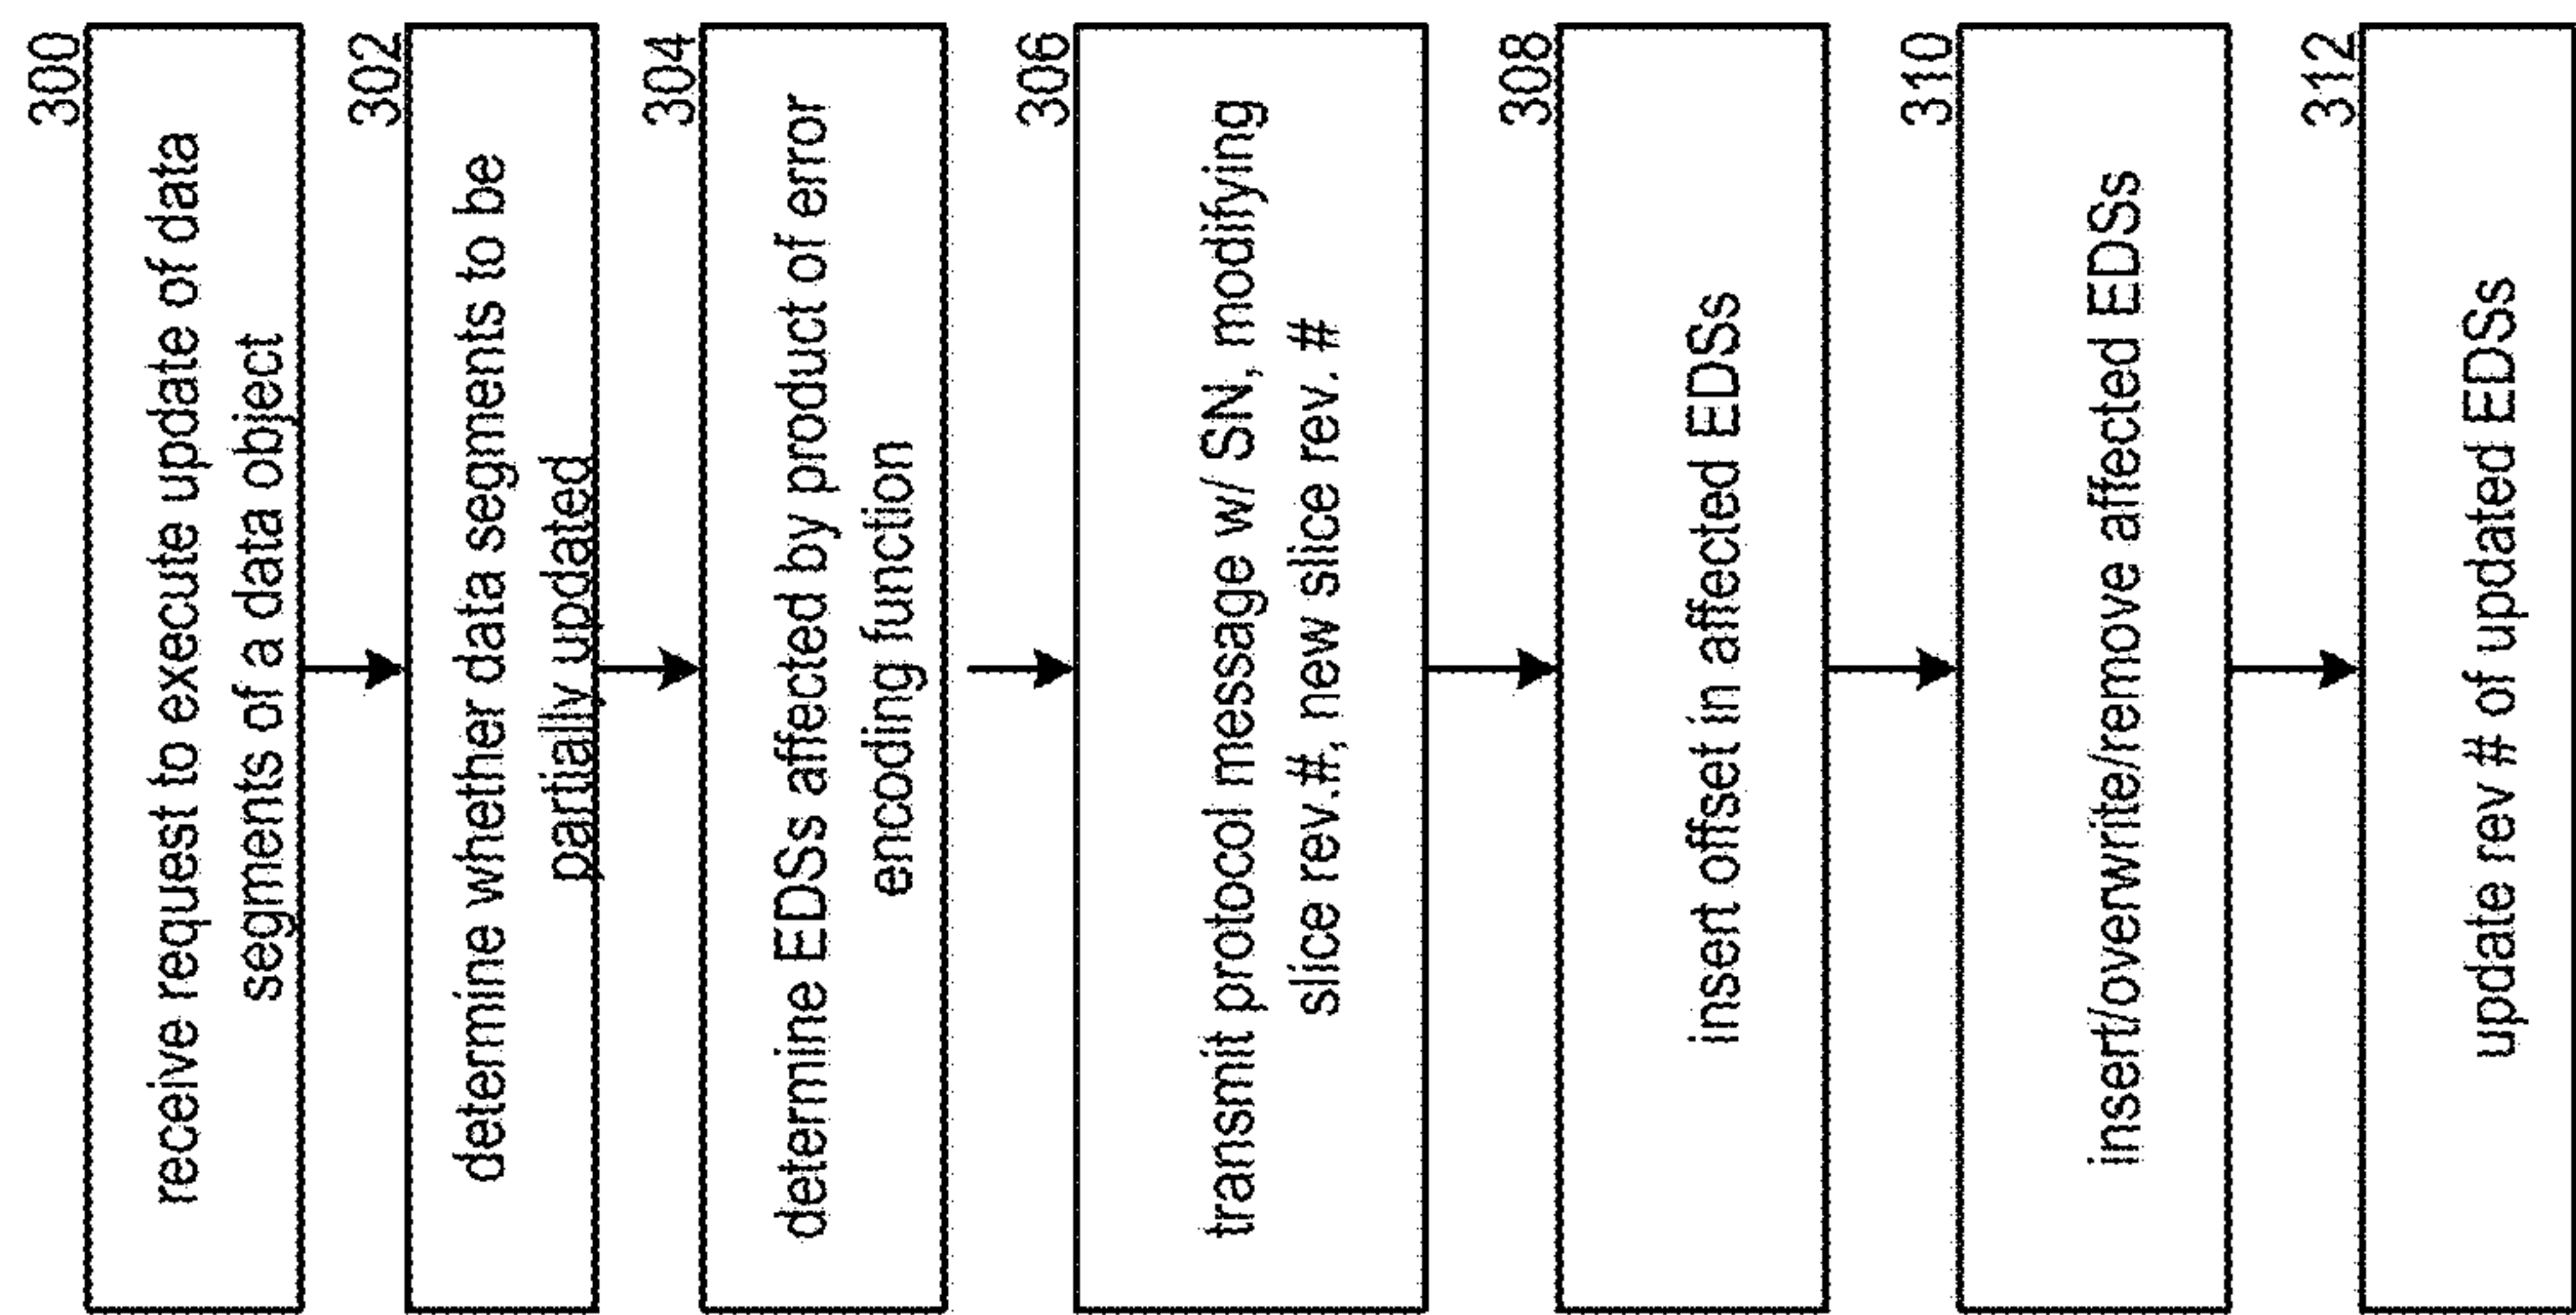 300
receive request to execute update of data
segments of a data object
302
determine whether data segments to be
partially updated
304
determine EDSs affected by product of error
encoding function
306
transmit protocol message w/ SN, modifying
slice rev.#, new slice rev. #
308
insert offset in affected EDSs
310
insert/overwrite/remove affected EDSs
312
update rev # of updated EDSs